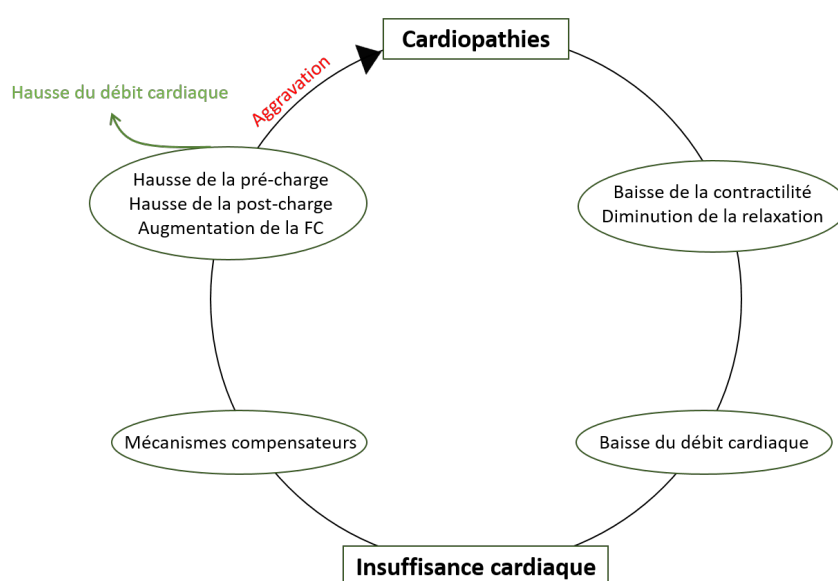 Cardiopathies
Aggravation
Hausse du débit cardiaque
Hausse de la pré-charge
Hausse de la post-charge
Augmentation de la FC
Baisse de la contractilité
Diminution de la relaxation
Mécanismes compensateurs
Baisse du débit cardiaque
Insuffisance cardiaque